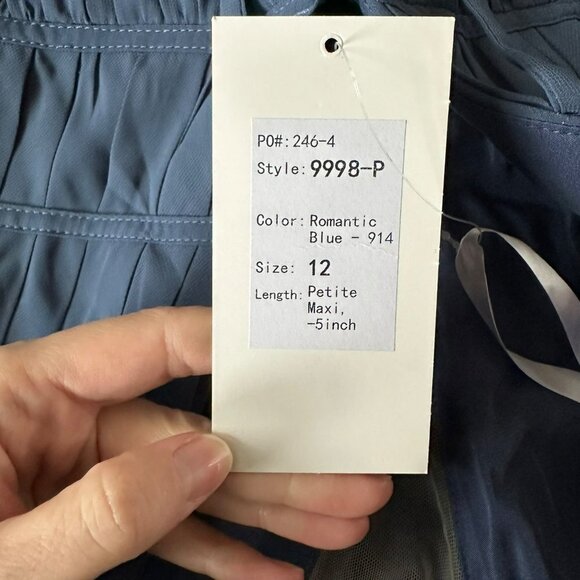 PO#: 246-4
Style: 9998-P
Color: Romantic
Blue - 914
Size: 12
Length: Petite
Maxi,
-5inch